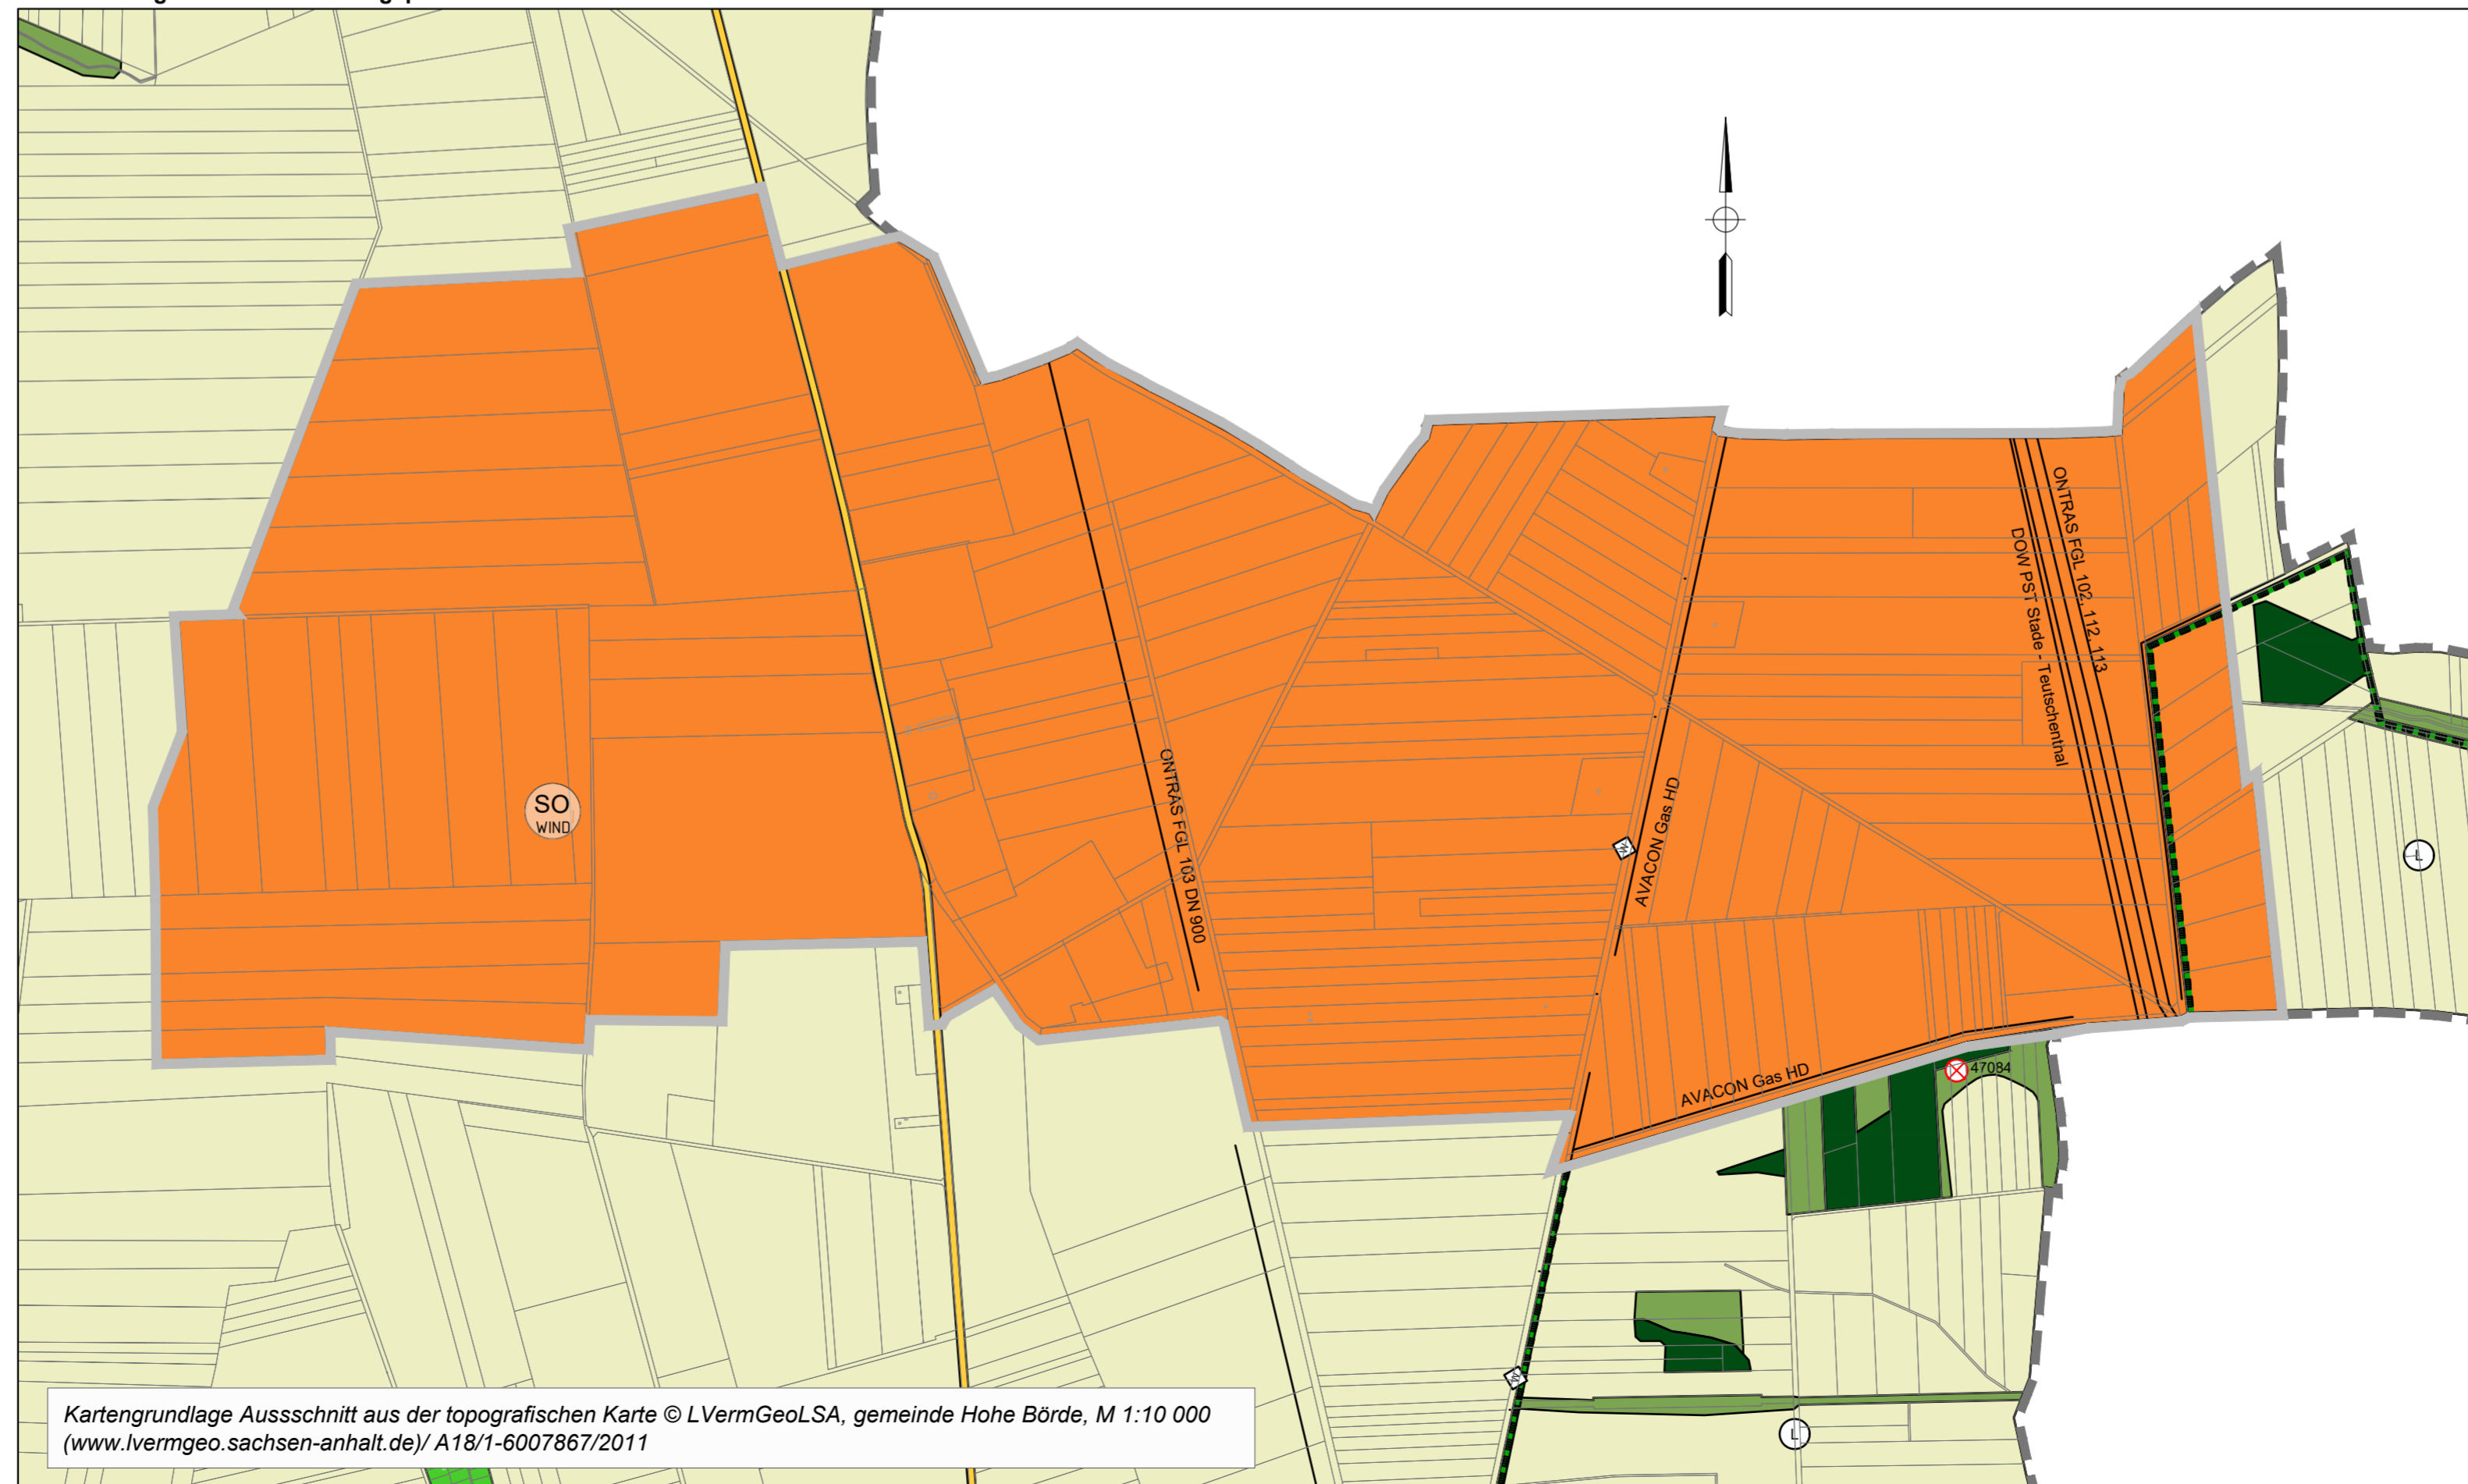 ONTRAS FGL 102, 112, 113
DOW PST Stade - Teutschenthal
ONTRAS FGL 103 DN 900
AVACON Gas HD
SO
WIND
L
AVACON Gas HD
47084
L
Kartengrundlage Aussschnitt aus der topografischen Karte © LVermGeoLSA, gemeinde Hohe Börde, M 1:10 000
(www.lvermgeo.sachsen-anhalt.de)/ A18/1-6007867/2011